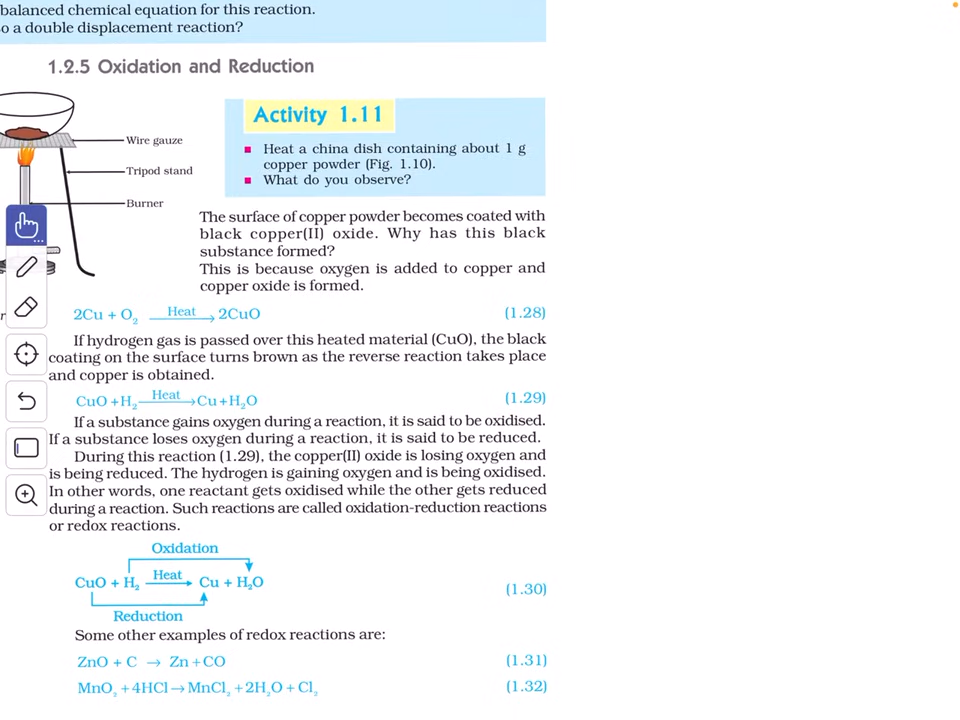 balanced chemical equation for this reaction.
o a double displacement reaction?
1.2.5 Oxidation and Reduction
Activity 1.11
Wire gauze
Tripod stand
Burner
■ Heat a china dish containing about 1 g
copper powder (Fig. 1.10).
■ What do you observe?
The surface of copper powder becomes coated with
black copper(II) oxide. Why has this black
substance formed?
This is because oxygen is added to copper and
copper oxide is formed.
2Cu + O₂ Heat → 2CuO (1.28)
If hydrogen gas is passed over this heated material (CuO), the black
coating on the surface turns brown as the reverse reaction takes place
and copper is obtained.
CuO +H₂ Heat → Cu+H₂O (1.29)
If a substance gains oxygen during a reaction, it is said to be oxidised.
If a substance loses oxygen during a reaction, it is said to be reduced.
During this reaction (1.29), the copper(II) oxide is losing oxygen and
is being reduced. The hydrogen is gaining oxygen and is being oxidised.
In other words, one reactant gets oxidised while the other gets reduced
during a reaction. Such reactions are called oxidation-reduction reactions
or redox reactions.
Oxidation
CuO + H₂ Heat → Cu + H₂O (1.30)
Reduction
Some other examples of redox reactions are:
ZnO + C → Zn + CO (1.31)
MnO₂ + 4HCl → MnCl₂ + 2H₂O + Cl₂ (1.32)